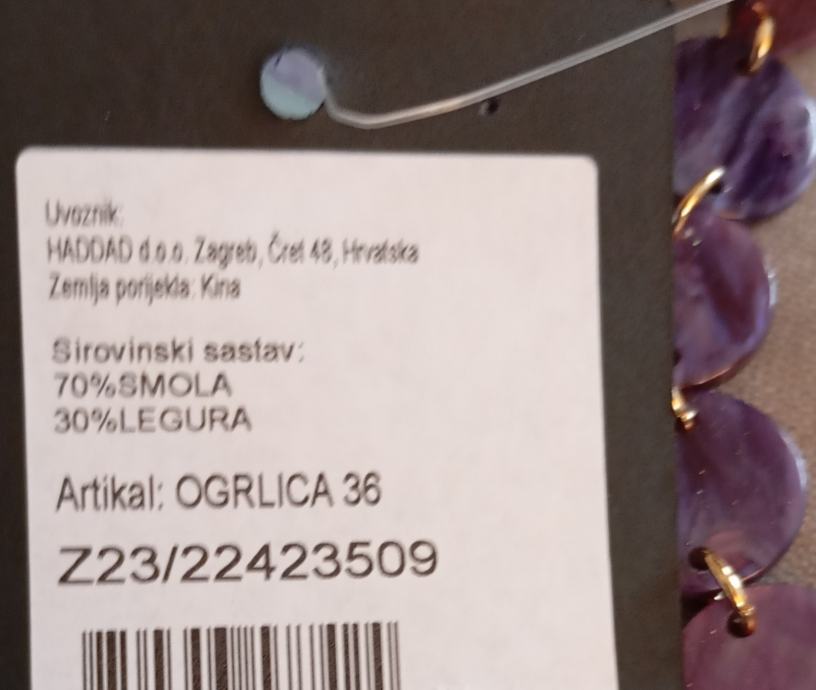 Uvoznik:
HADDAD d.o.o. Zagreb, Čret 48, Hrvatska
Zemlja porijekla: Kina
Sirovinski sastav:
70%SMOLA
30%LEGURA
Artikal: OGRLICA 36
Z23/22423509